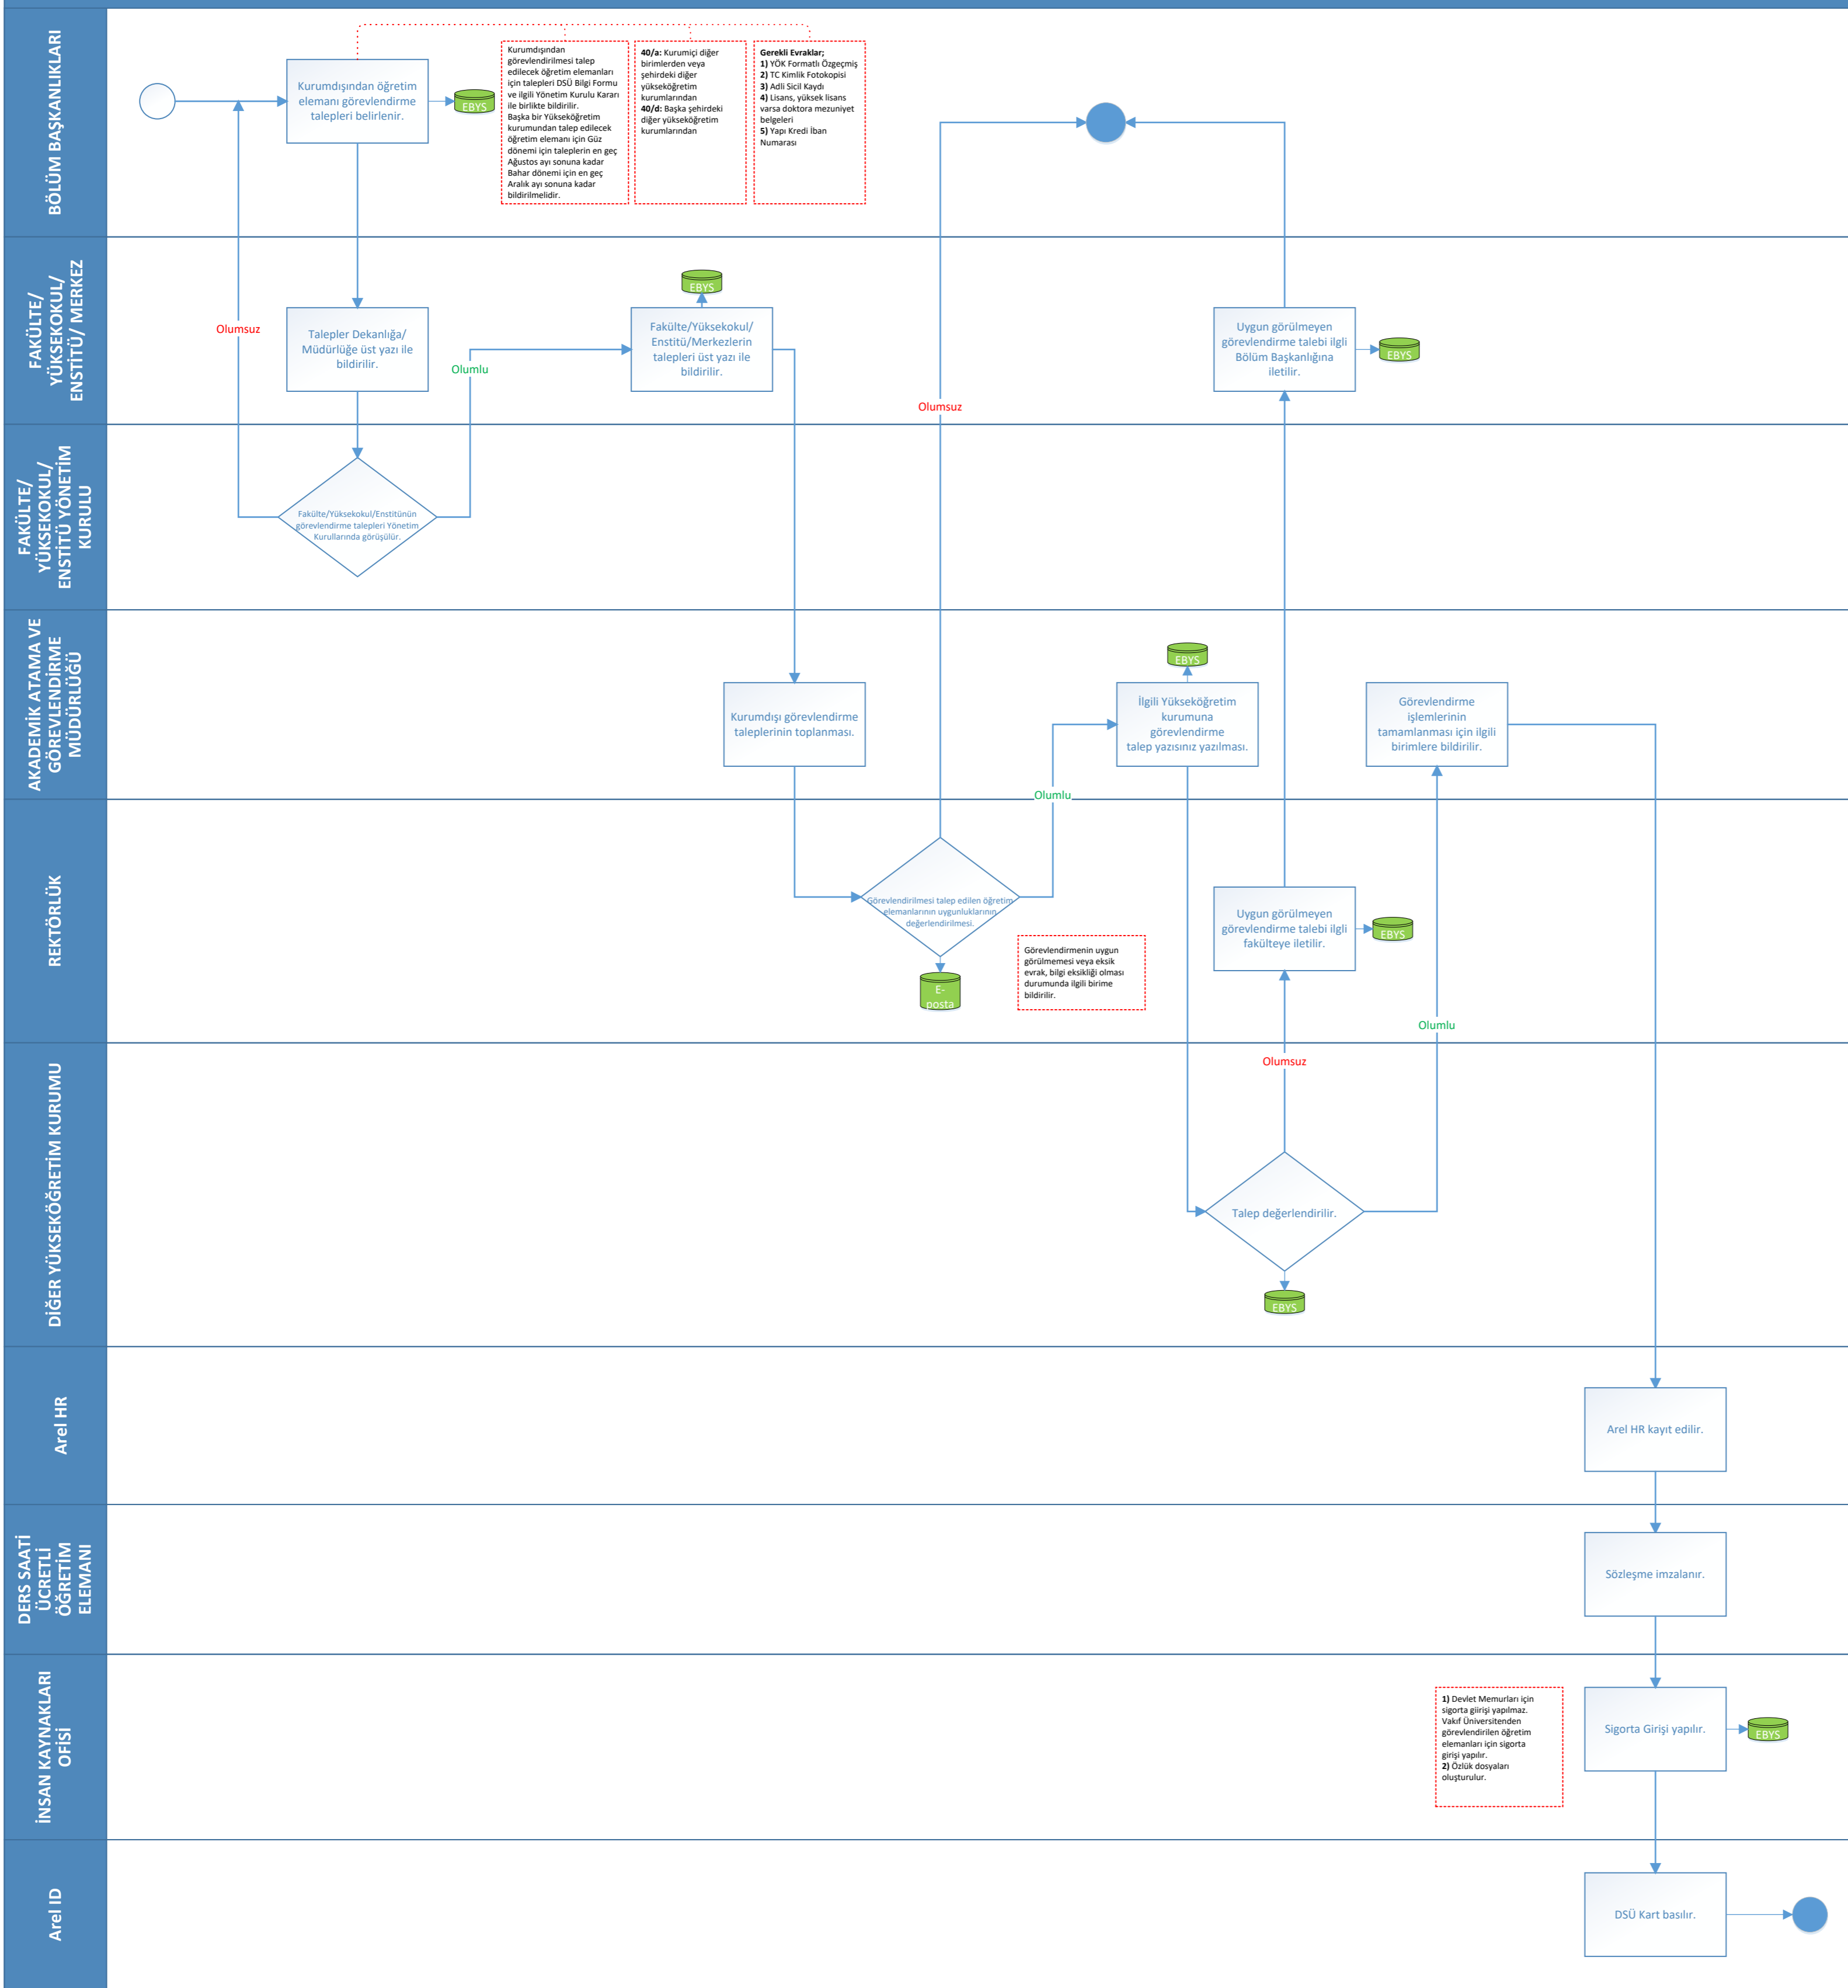 BÖLÜM BAŞKANLIKLARI
Kurumdışından öğretim
elemanı görevlendirme
talepleri belirlenir.
EBYS
Kurumdışından
görevlendirilmesi talep
edilecek öğretim elemanları
için talepleri DSÜ Bilgi Formu
ve ilgili Yönetim Kurulu Kararı
ile birlikte bildirilir.
Başka bir Yükseköğretim
kurumundan talep edilecek
öğretim elemanı için Güz
dönemi için taleplerin en geç
Ağustos ayı sonuna kadar
Bahar dönemi için en geç
Aralık ayı sonuna kadar
bildirilmelidir.
40/a: Kurumiçi diğer
birimlerden veya
şehirdeki diğer
yükseköğretim
kurumlarından
40/d: Başka şehirdeki
diğer yükseköğretim
kurumlarından
Gerekli Evraklar;
1) YÖK Formatlı Özgeçmiş
2) TC Kimlik Fotokopisi
3) Adli Sicil Kaydı
4) Lisans, yüksek lisans
varsa doktora mezuniyet
belgeleri
5) Yapı Kredi İban
Numarası
FAKÜLTE/
YÜKSEKOKUL/
ENSTİTÜ/ MERKEZ
Olumsuz
Talepler Dekanlığa/
Müdürlüğe üst yazı ile
bildirilir.
Olumlu
EBYS
Fakülte/Yüksekokul/
Enstitü/Merkezlerin
talepleri üst yazı ile
bildirilir.
Olumsuz
Uygun görülmeyen
görevlendirme talebi ilgli
Bölüm Başkanlığına
iletilir.
EBYS
FAKÜLTE/
YÜKSEKOKUL/
ENSTİTÜ YÖNETİM
KURULU
Fakülte/Yüksekokul/Enstitünün
görevlendirme talepleri Yönetim
Kurullarında görüşülür.
AKADEMİK ATAMA VE
GÖREVLENDİRME
MÜDÜRLÜĞÜ
Kurumdışı görevlendirme
taleplerinin toplanması.
EBYS
İlgili Yükseköğretim
kurumuna
görevlendirme
talep yazısınız yazılması.
Görevlendirme
işlemlerinin
tamamlanması için ilgili
birimlere bildirilir.
Olumlu
REKTÖRLÜK
Görevlendirilmesi talep edilen öğretim
elemanlarının uygunluklarının
değerlendirilmesi.
E-
posta
Görevlendirmenin uygun
görülmemesi veya eksik
evrak, bilgi eksikliği olması
durumunda ilgili birime
bildirilir.
Uygun görülmeyen
görevlendirme talebi ilgli
fakülteye iletilir.
EBYS
Olumlu
DİĞER YÜKSEKÖĞRETİM KURUMU
Olumsuz
Talep değerlendirilir.
EBYS
Arel HR
Arel HR kayıt edilir.
DERS SAATİ
ÜCRETLİ
ÖĞRETİM
ELEMANI
Sözleşme imzalanır.
İNSAN KAYNAKLARI
OFİSİ
1) Devlet Memurları için
sigorta giirişi yapılmaz.
Vakıf Üniversitenden
görevlendirilen öğretim
elemanları için sigorta
girişi yapılır.
2) Özlük dosyaları
oluşturulur.
Sigorta Girişi yapılır.
EBYS
Arel ID
DSÜ Kart basılır.